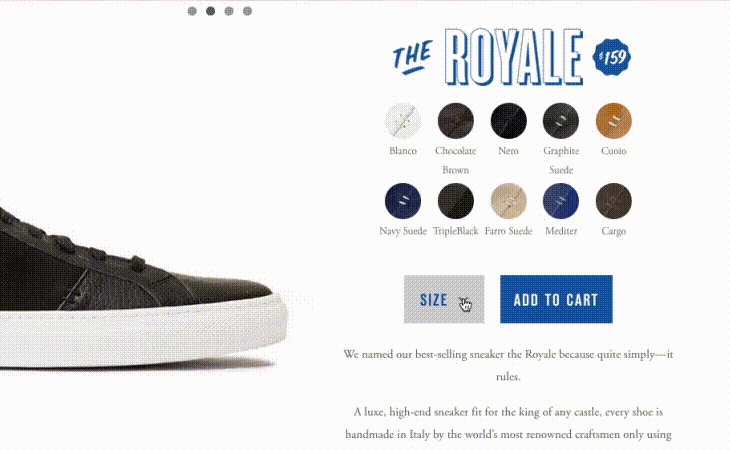 THE ROYALE $159
Blanco Chocolate Brown Nero Graphite Suede Cuoio
Navy Suede TripleBlack Farro Suede Mediter Cargo
SIZE ADD TO CART
We named our best-selling sneaker the Royale because quite simply—it
rules.
A luxe, high-end sneaker fit for the king of any castle, every shoe is
handmade in Italy by the world's most renowned craftsmen only using